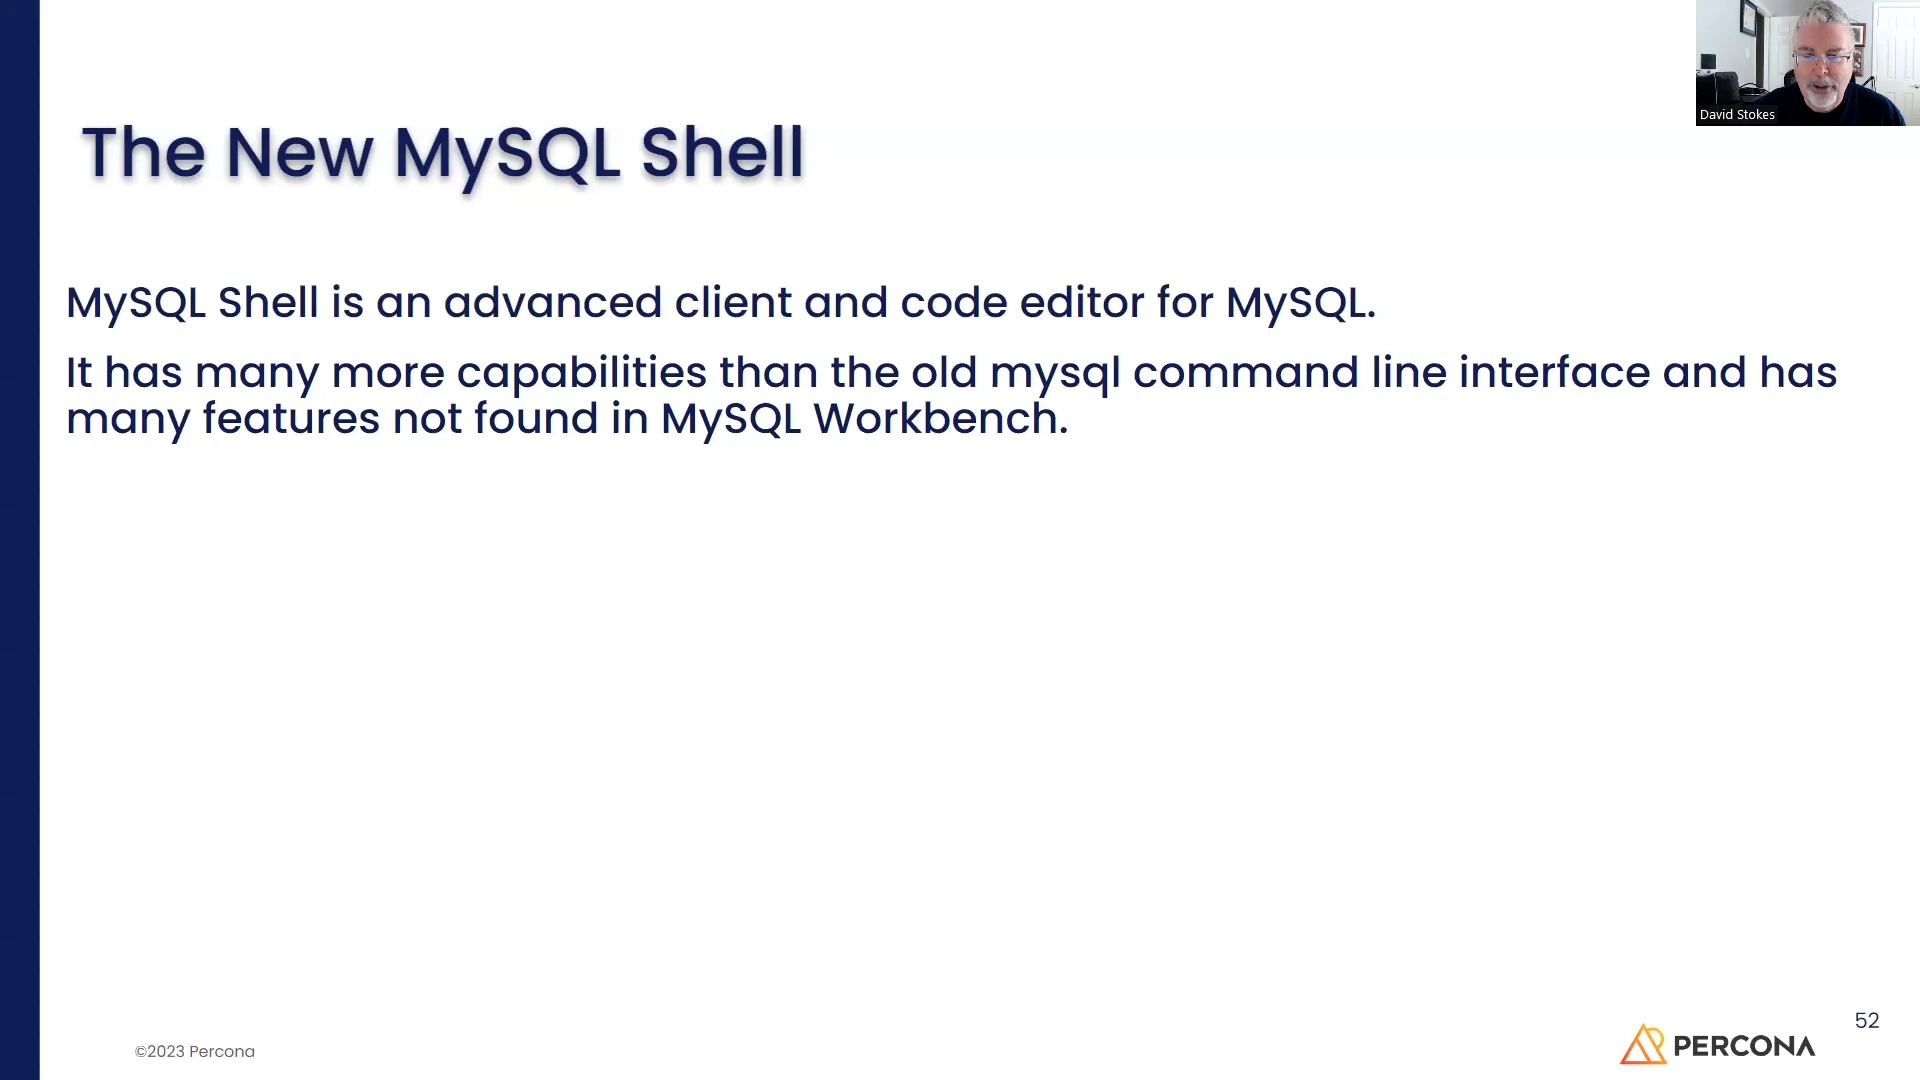 David Stokes
The New MySQL Shell
MySQL Shell is an advanced client and code editor for MySQL.
It has many more capabilities than the old mysql command line interface and has
many features not found in MySQL Workbench.
52
©2023 Percona
PERCONA